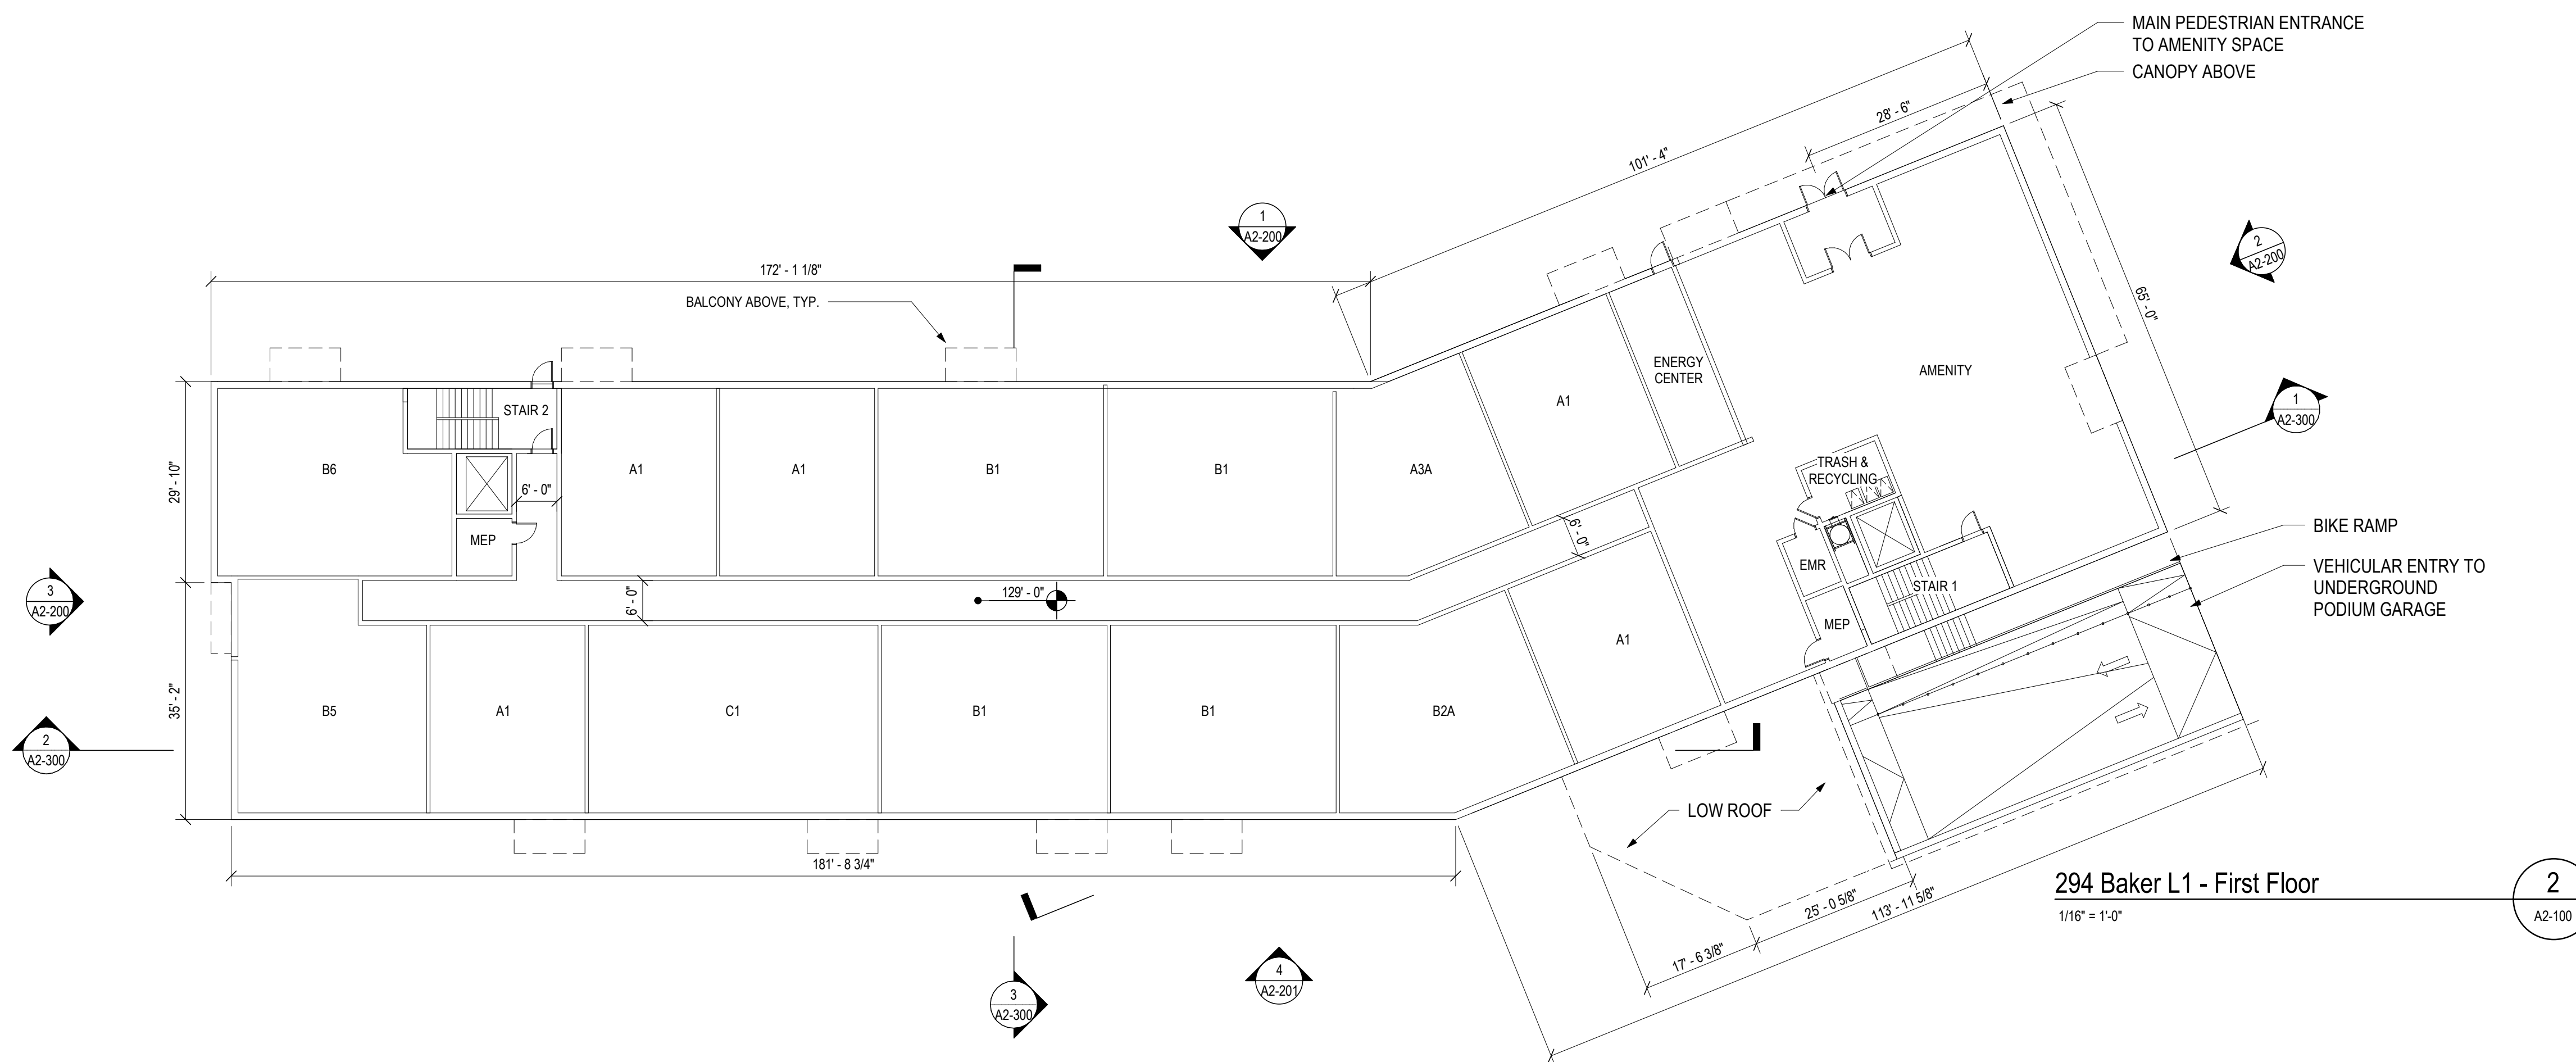 MAIN PEDESTRIAN ENTRANCE
TO AMENITY SPACE
CANOPY ABOVE
28' - 6"
101' - 4"
1
A2-200
2
A2-200
172' - 1 1/8"
BALCONY ABOVE, TYP.
65' - 0"
ENERGY
CENTER
AMENITY
A1
STAIR 2
1
A2-300
29' - 10"
B6
6' - 0"
A1
A1
B1
B1
A3A
TRASH &
RECYCLING
MEP
6' - 0"
BIKE RAMP
EMR
STAIR 1
VEHICULAR ENTRY TO
UNDERGROUND
PODIUM GARAGE
3
A2-200
6' - 0"
129' - 0"
MEP
A1
35' - 2"
B5
A1
C1
B1
B1
B2A
2
A2-300
LOW ROOF
181' - 8 3/4"
294 Baker L1 - First Floor
2
1/16" = 1'-0"
A2-100
25' - 0 5/8"
113' - 11 5/8"
17' - 6 3/8"
3
A2-300
4
A2-201